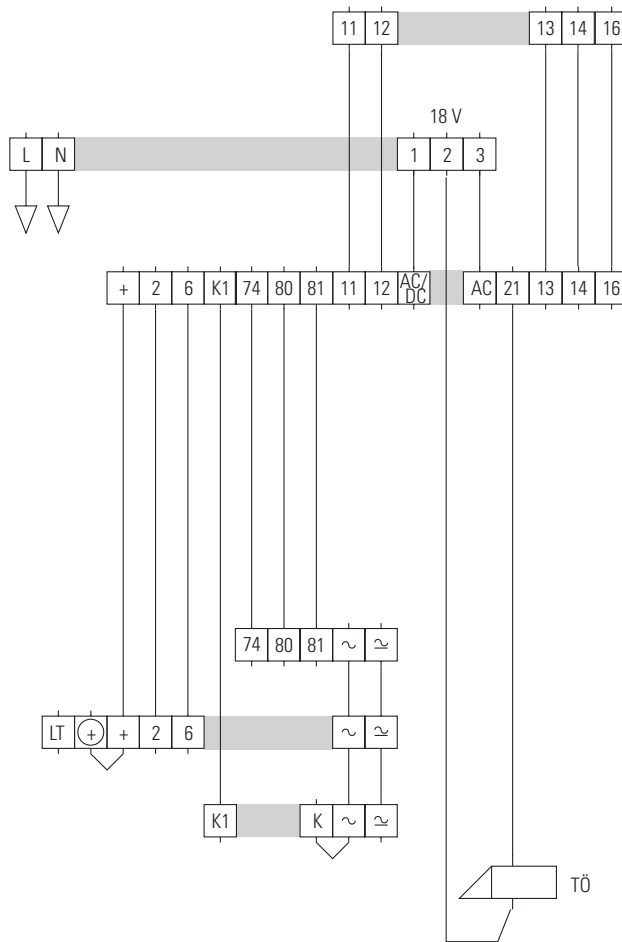 11 12 13 14 16
18 V
L N 1 2 3
+ 2 6 K1 74 80 81 11 12 AC/DC AC 21 13 14 16
74 80 81 ~ ≃
LT + + 2 6 ~ ≃
K1 K ~ ≃
TÖ